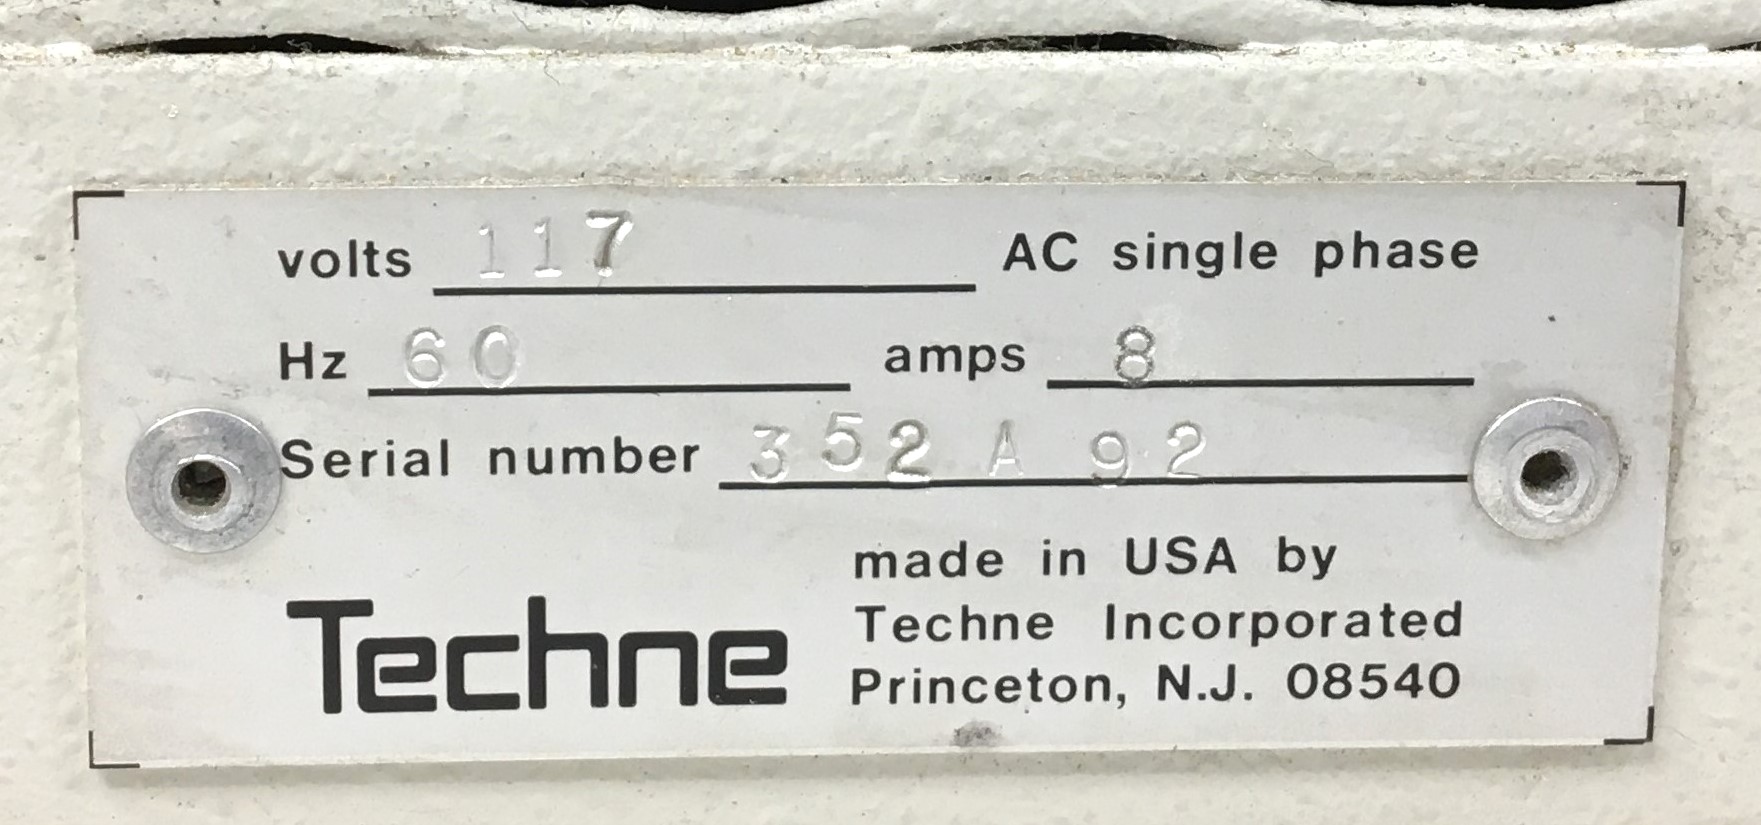 volts 117 AC single phase
Hz 60 amps 8
Serial number 352 A 92
made in USA by
Techne Techne Incorporated
Princeton, N.J. 08540